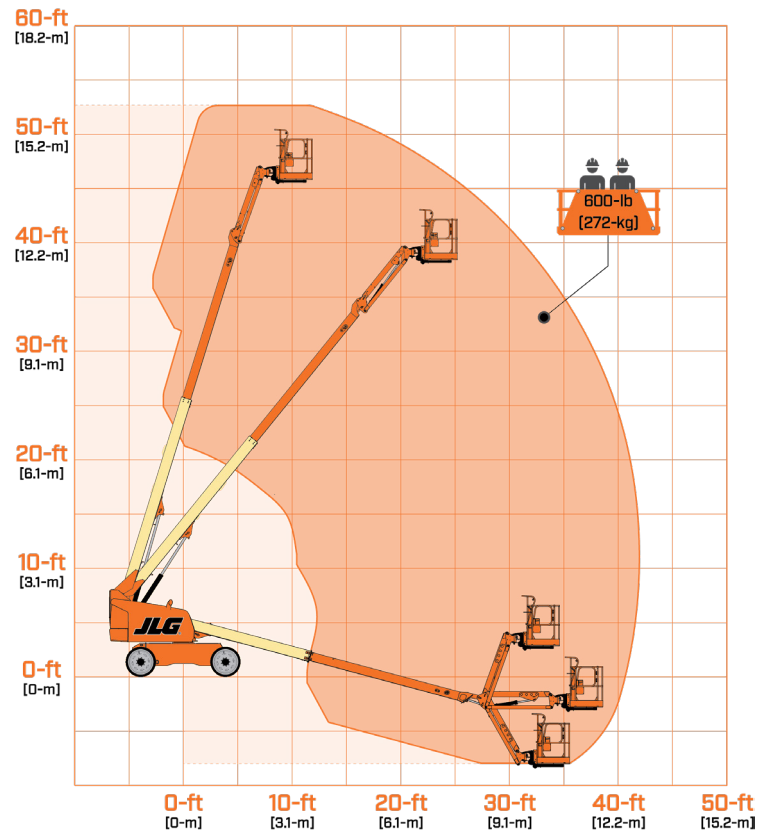 60-ft
[18.2-m]
50-ft
[15.2-m]
600-lb
[272-kg]
40-ft
[12.2-m]
30-ft
[9.1-m]
20-ft
[6.1-m]
10-ft
[3.1-m]
JLG
0-ft
[0-m]
0-ft 10-ft 20-ft 30-ft 40-ft 50-ft
[0-m] [3.1-m] [6.1-m] [9.1-m] [12.2-m] [15.2-m]